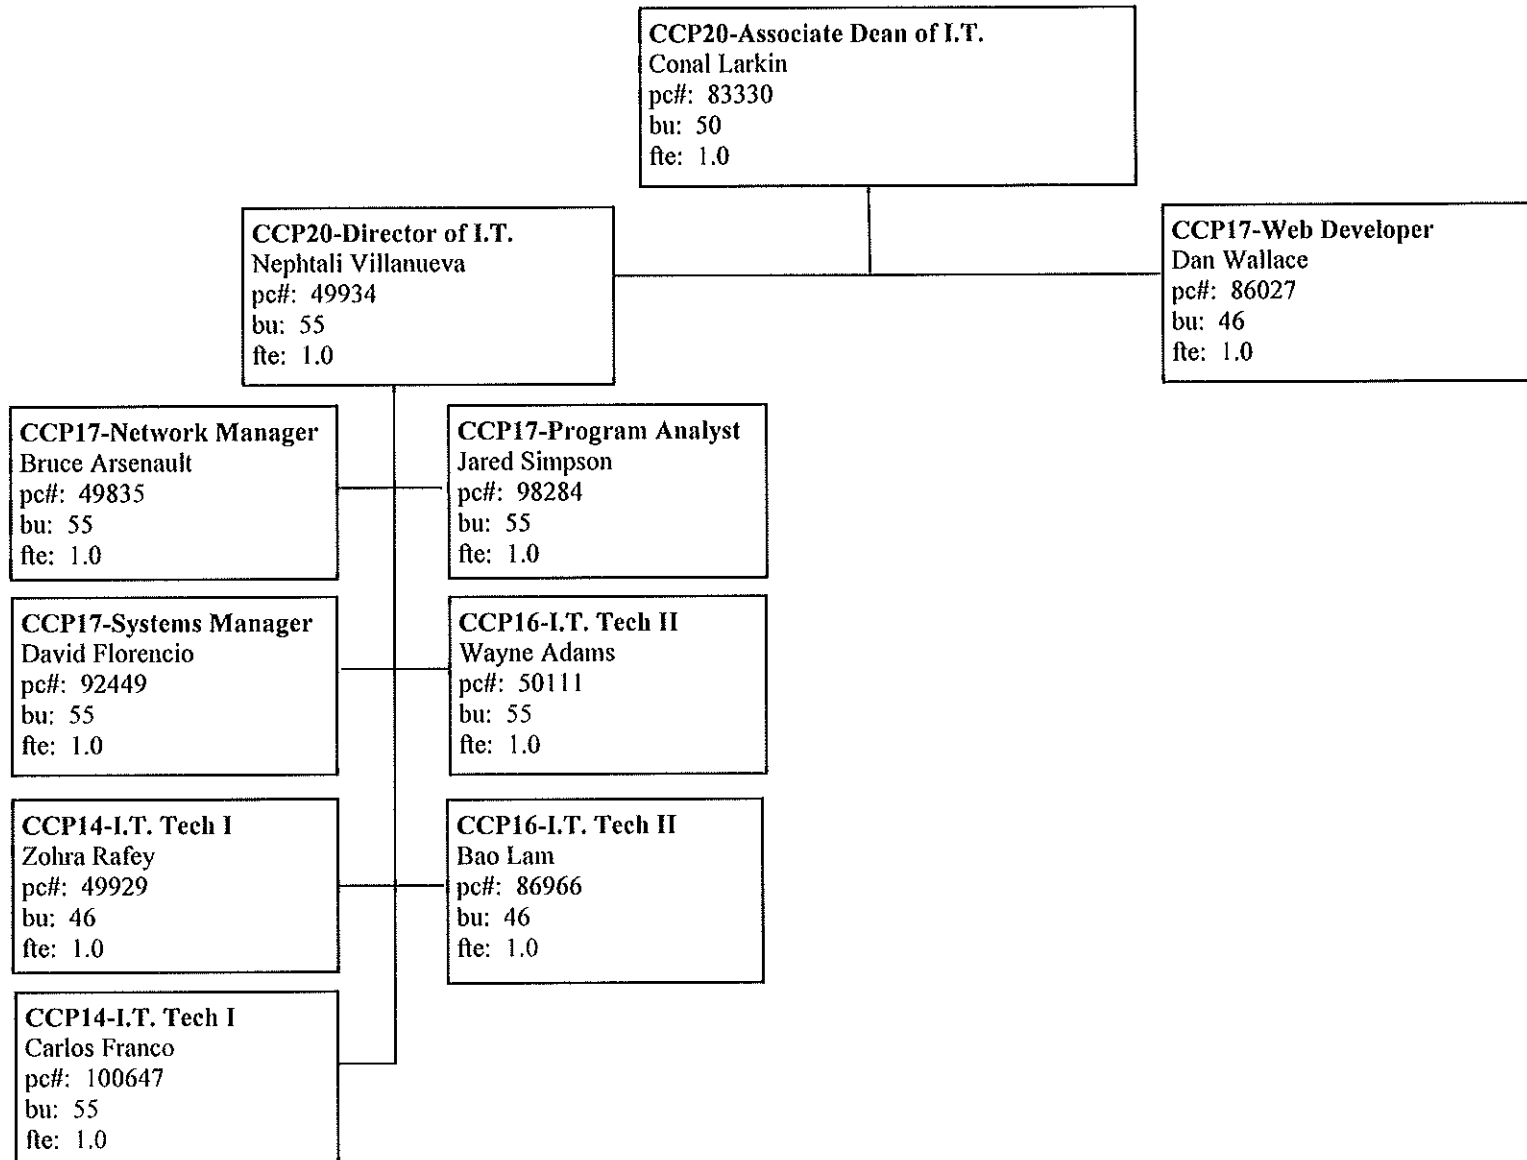 CCP20-Associate Dean of I.T.
Conal Larkin
pc#: 83330
bu: 50
fte: 1.0
CCP20-Director of I.T.
Nephtali Villanueva
pc#: 49934
bu: 55
fte: 1.0
CCP17-Web Developer
Dan Wallace
pc#: 86027
bu: 46
fte: 1.0
CCP17-Network Manager
Bruce Arsenault
pc#: 49835
bu: 55
fte: 1.0
CCP17-Program Analyst
Jared Simpson
pc#: 98284
bu: 55
fte: 1.0
CCP17-Systems Manager
David Florencio
pc#: 92449
bu: 55
fte: 1.0
CCP16-I.T. Tech II
Wayne Adams
pc#: 50111
bu: 55
fte: 1.0
CCP14-I.T. Tech I
Zohra Rafey
pc#: 49929
bu: 46
fte: 1.0
CCP16-I.T. Tech II
Bao Lam
pc#: 86966
bu: 46
fte: 1.0
CCP14-I.T. Tech I
Carlos Franco
pc#: 100647
bu: 55
fte: 1.0